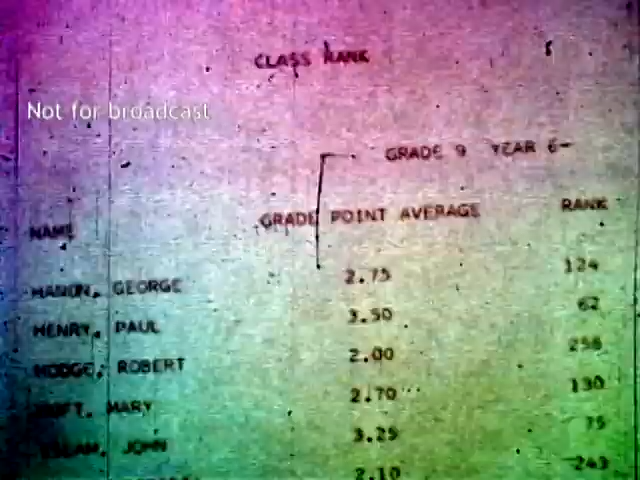 CLASS RANK
Not for broadcast
GRADE 9 YEAR 6-
NAME GRADE POINT AVERAGE RANK
GEORGE 2.75 124
HENRY, PAUL 3.50 62
HODGE, ROBERT 2.00 256
MARY 2.70 130
JOHN 3.25 75
2.10 243